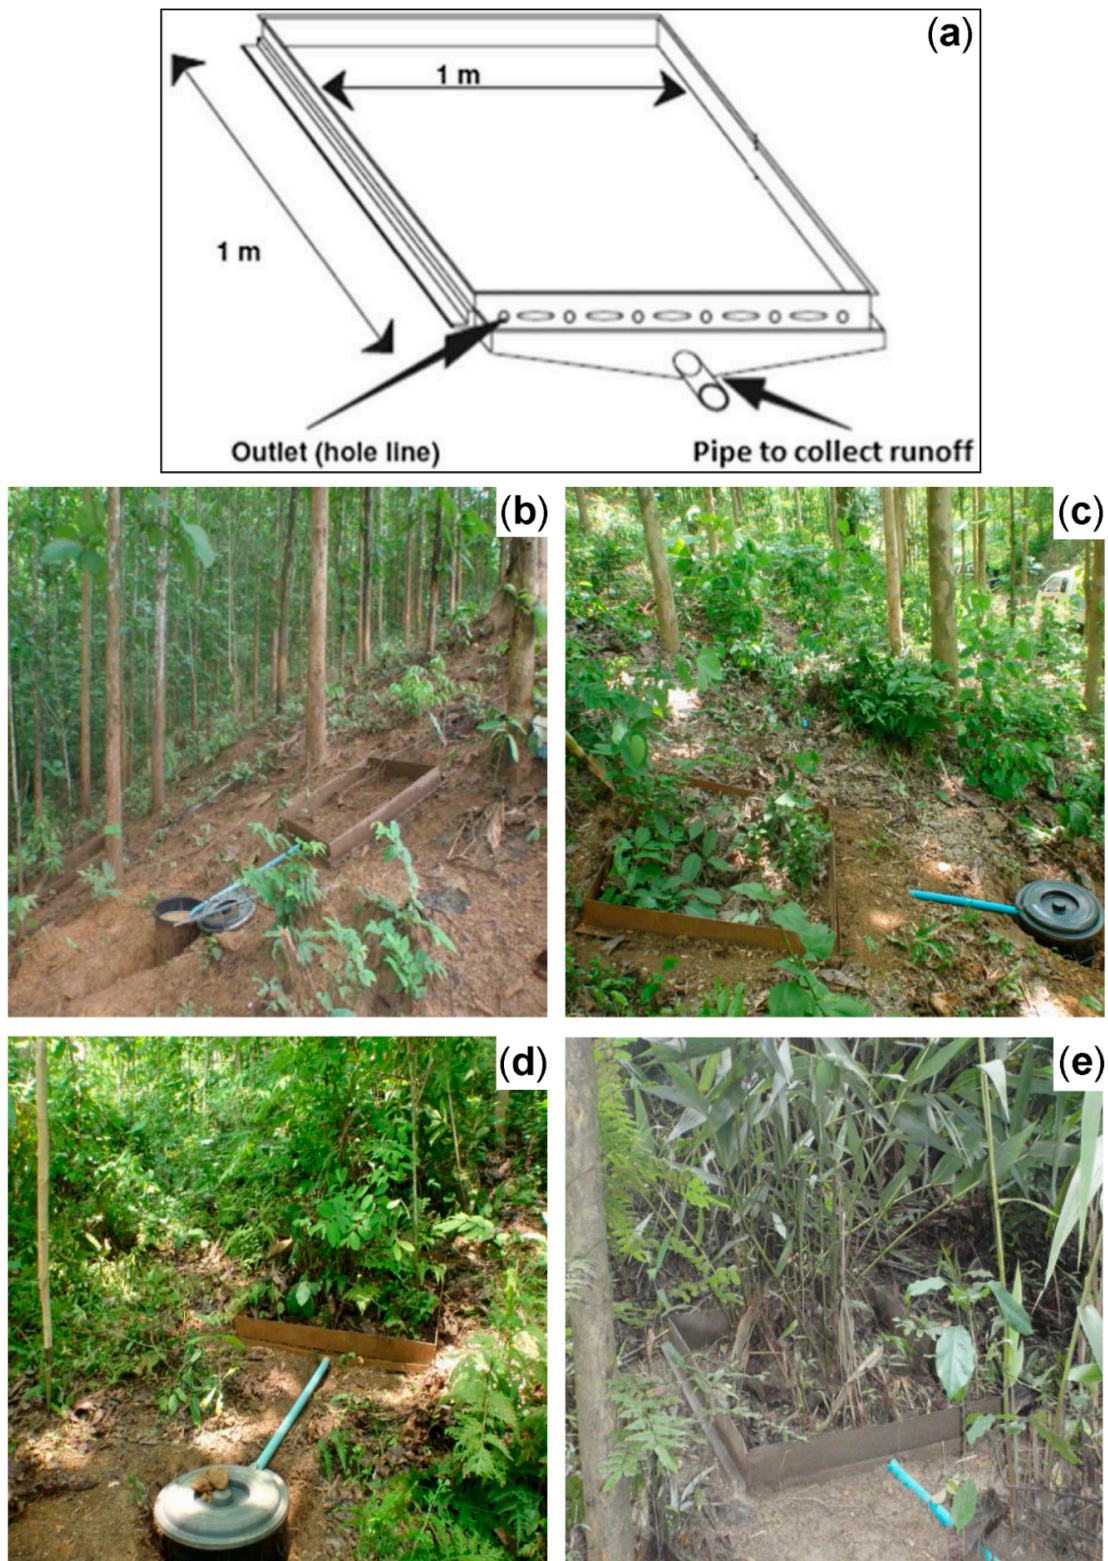 (a)
1 m
1 m
Outlet (hole line)
Pipe to collect runoff
(b)
(c)
(d)
(e)